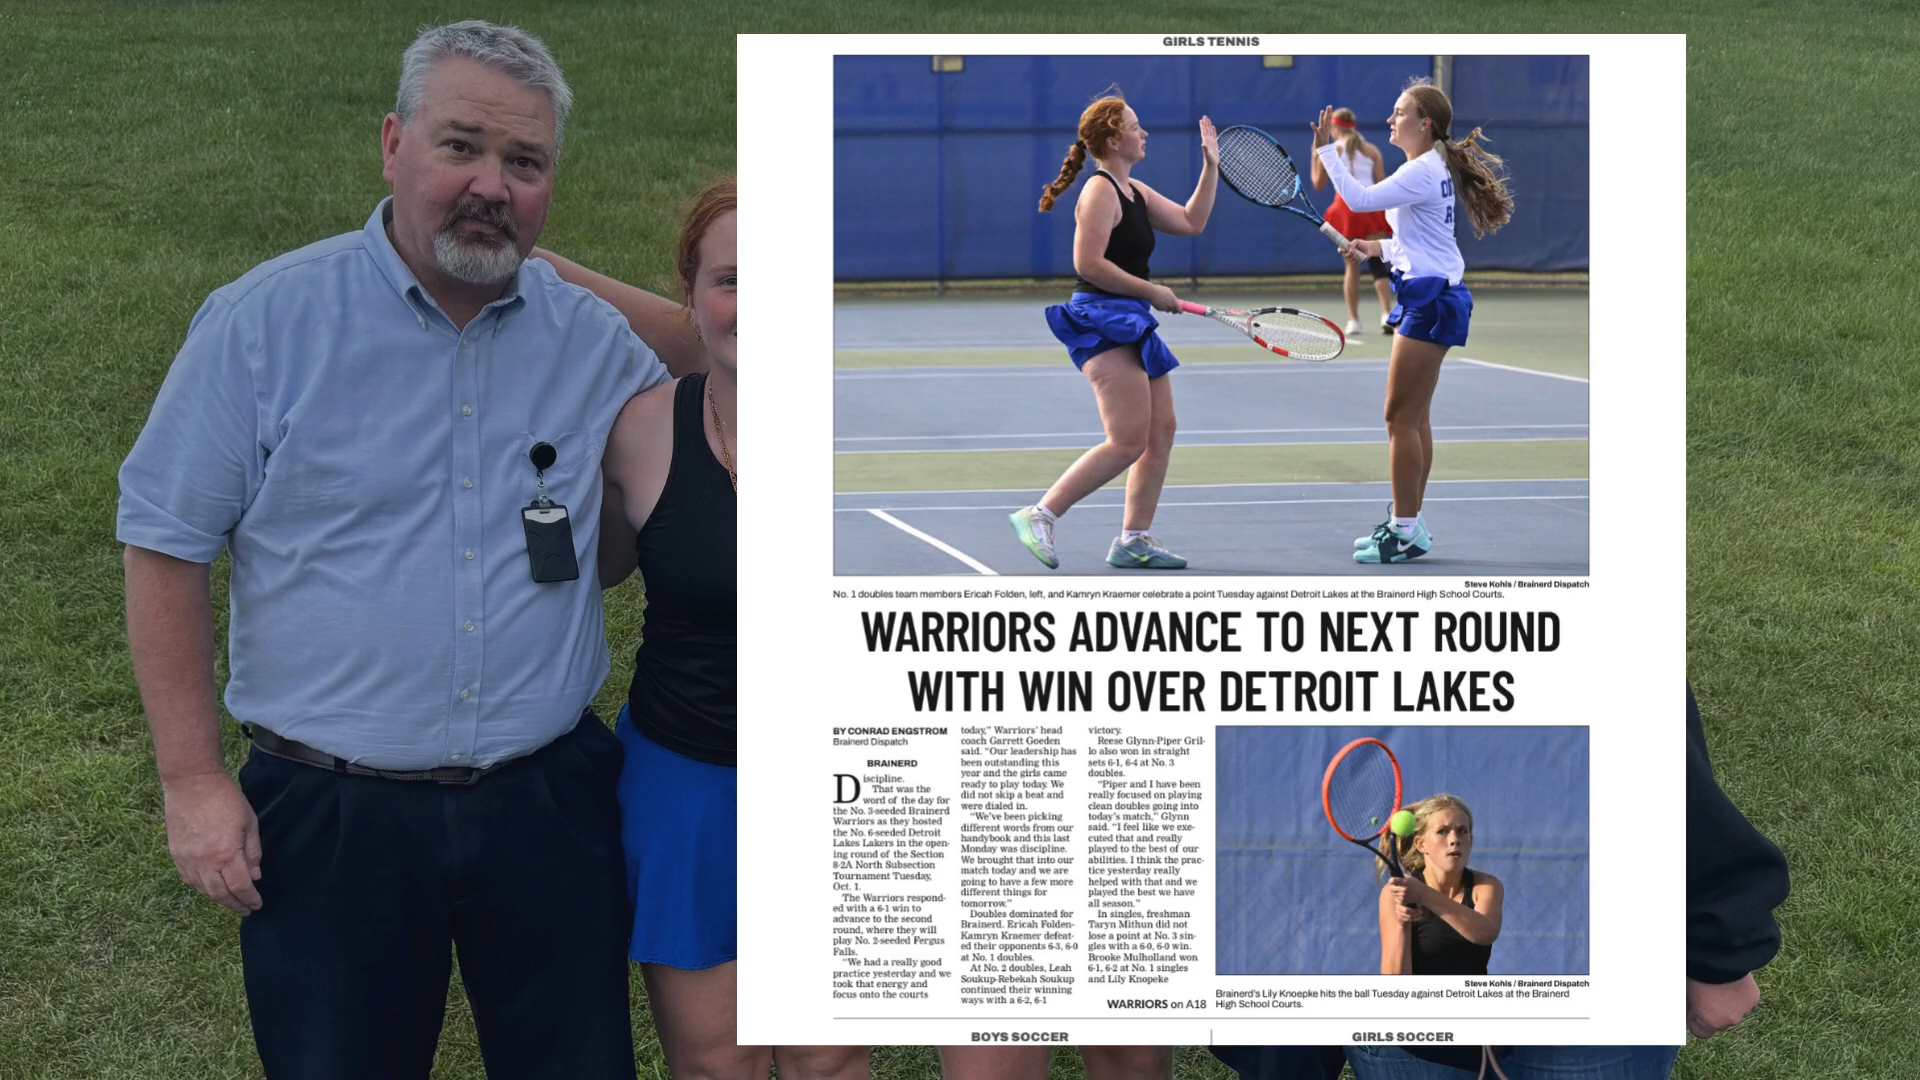 GIRLS TENNIS
Steve Kohls / Brainerd Dispatch
No. 1 doubles team members Ericah Folden, left, and Kamryn Kraemer celebrate a point Tuesday against Detroit Lakes at the Brainerd High School Courts.
WARRIORS ADVANCE TO NEXT ROUND
WITH WIN OVER DETROIT LAKES
BY CONRAD ENGSTROM
Brainerd Dispatch
BRAINERD
Discipline.
That was the
word of the day for
the No. 3-seeded Brainerd
Warriors as they hosted
the No. 6-seeded Detroit
Lakes Lakers in the open-
ing round of the Section
8-2A North Subsection
Tournament Tuesday,
Oct. 1.
The Warriors respond-
ed with a 6-1 win to
advance to the second
round, where they will
play No. 2-seeded Fergus
Falls.
"We had a really good
practice yesterday and we
took that energy and
focus onto the courts
today," Warriors' head
coach Garrett Goeden
said. "Our leadership has
been outstanding this
year and the girls came
ready to play today. We
did not skip a beat and
were dialed in.
"We've been picking
different words from our
handybook and this last
Monday was discipline.
We brought that into our
match today and we are
going to have a few more
different things for
tomorrow."
Doubles dominated for
Brainerd. Ericah Folden-
Kamryn Kraemer defeat-
ed their opponents 6-3, 6-0
at No. 1 doubles.
At No. 2 doubles, Leah
Soukup-Rebekah Soukup
continued their winning
ways with a 6-2, 6-1
victory.
Reese Glynn-Piper Gril-
lo also won in straight
sets 6-1, 6-4 at No. 3
doubles.
"Piper and I have been
really focused on playing
clean doubles going into
today's match," Glynn
said. "I feel like we exe-
cuted that and really
played to the best of our
abilities. I think the prac-
tice yesterday really
helped with that and we
played the best we have
all season."
In singles, freshman
Taryn Mithun did not
lose a point at No. 3 sin-
gles with a 6-0, 6-0 win.
Brooke Mulholland won
6-1, 6-2 at No. 1 singles
and Lily Knopeke
WARRIORS on A18
Steve Kohls / Brainerd Dispatch
Brainerd's Lily Knoepke hits the ball Tuesday against Detroit Lakes at the Brainerd
High School Courts.
BOYS SOCCER
GIRLS SOCCER